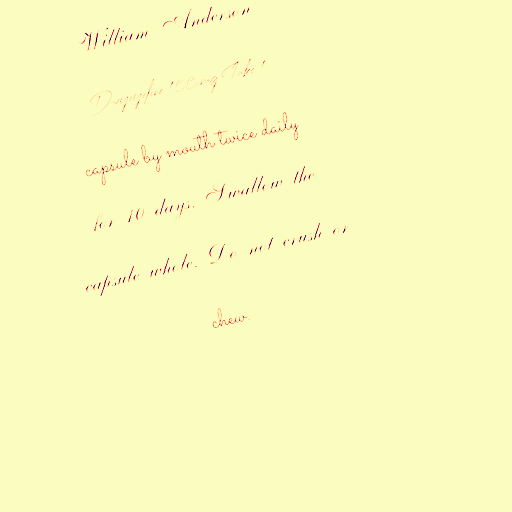 William Anderson
100mg Take 1
capsule by mouth twice daily
for 10 days. Swallow the
capsule whole. Do not crush or
chew.